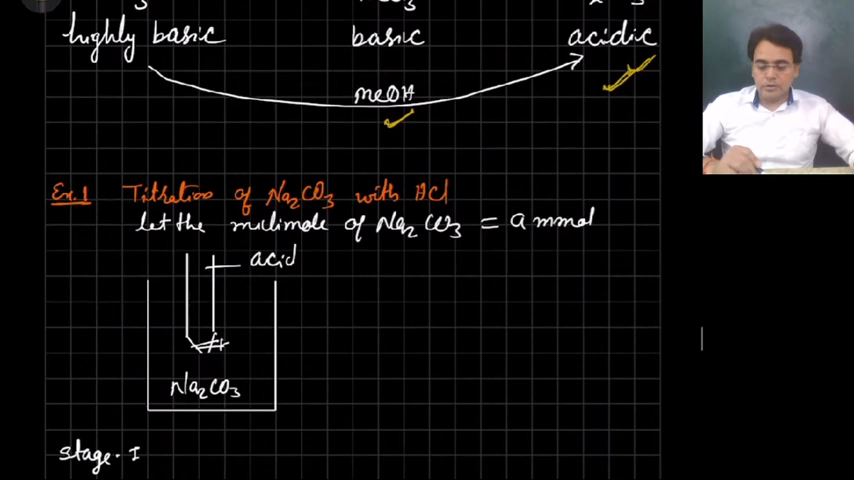 highly basic basic acidic
MeOH
Ex.1 Titration of Na2CO3 with HCl
let the milimole of Na2CO3 = a mmol
acid
Na2CO3
Stage-I